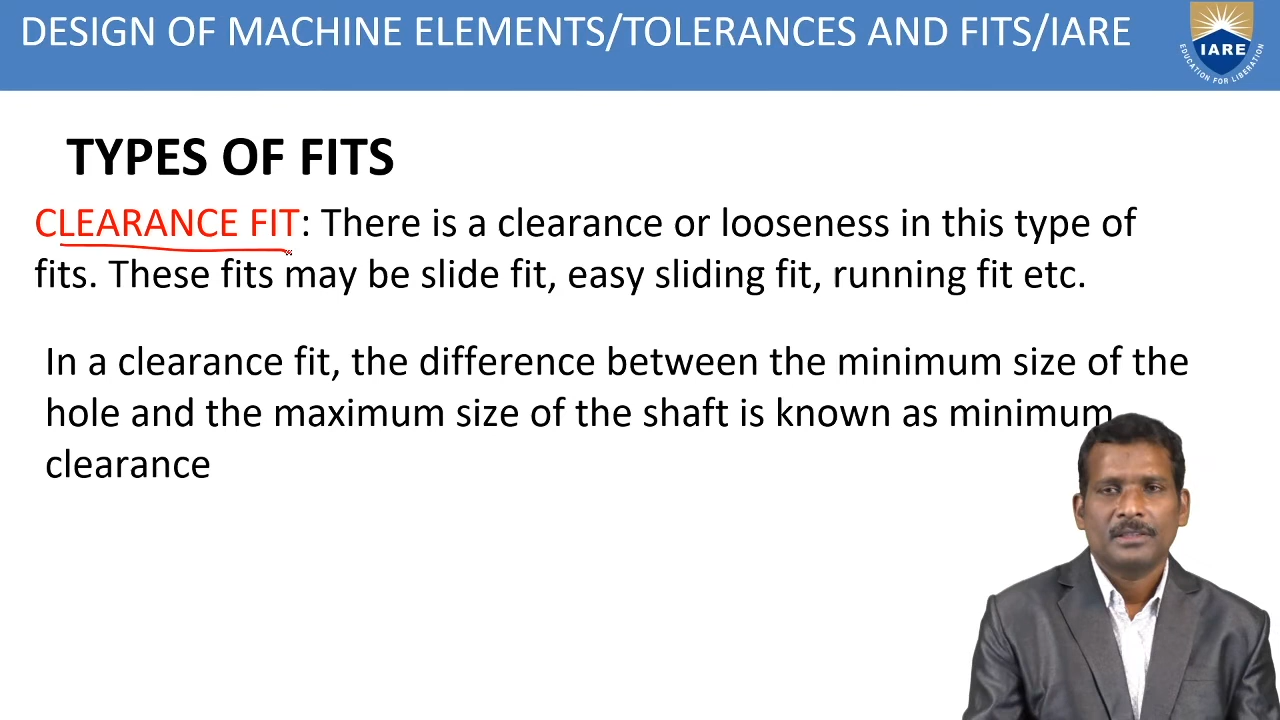 DESIGN OF MACHINE ELEMENTS/TOLERANCES AND FITS/IARE
IARE
EDUCATION FOR LIBERATION
TYPES OF FITS
CLEARANCE FIT: There is a clearance or looseness in this type of
fits. These fits may be slide fit, easy sliding fit, running fit etc.
In a clearance fit, the difference between the minimum size of the
hole and the maximum size of the shaft is known as minimum
clearance